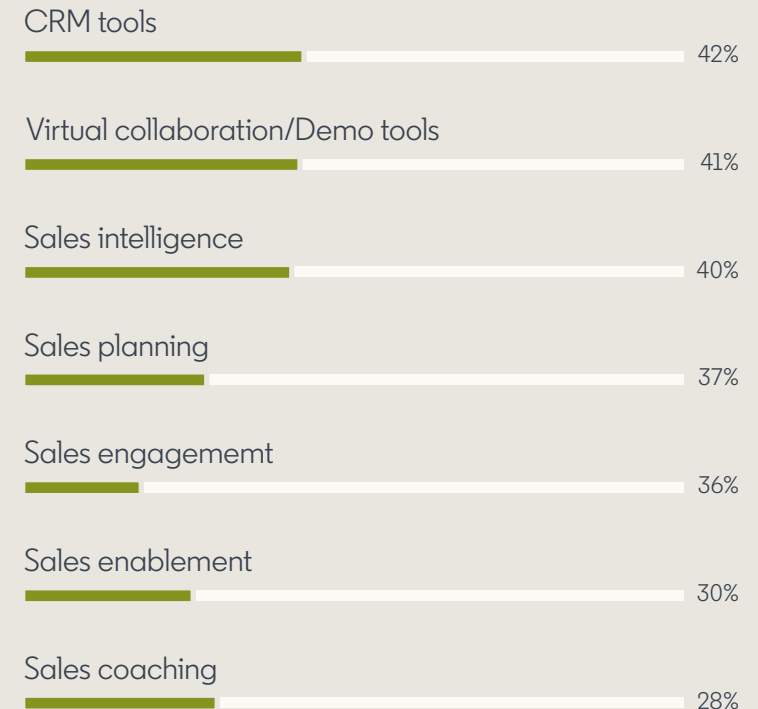 CRM tools
42%
Virtual collaboration/Demo tools
41%
Sales intelligence
40%
Sales planning
37%
Sales engagememt
36%
Sales enablement
30%
Sales coaching
28%